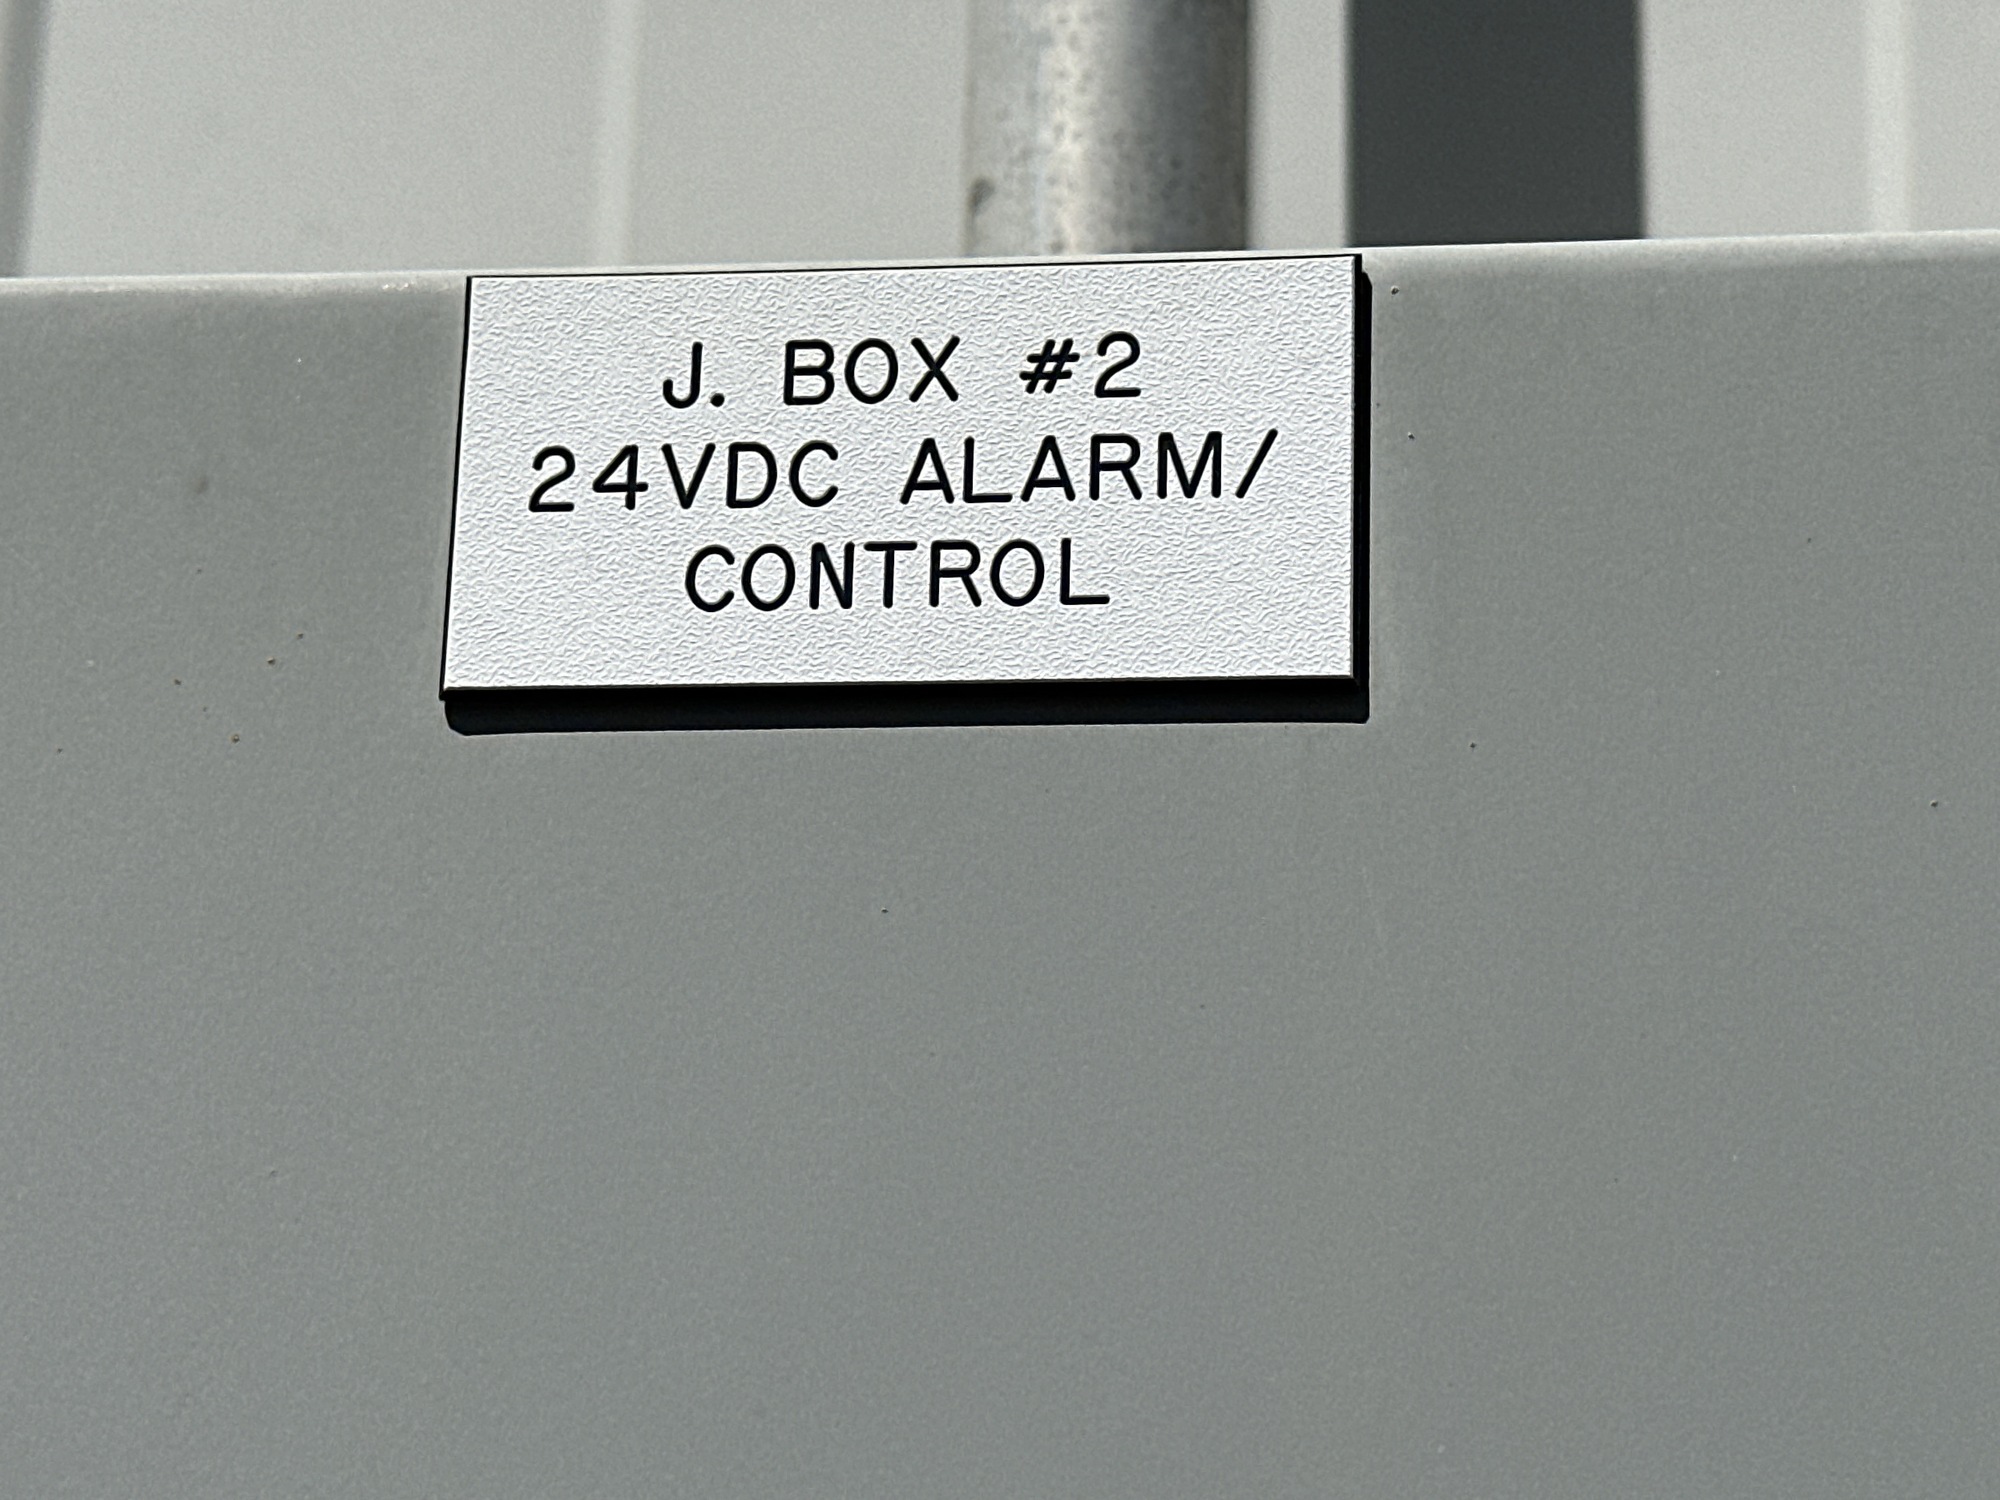 J. BOX #2
24VDC ALARM/
CONTROL